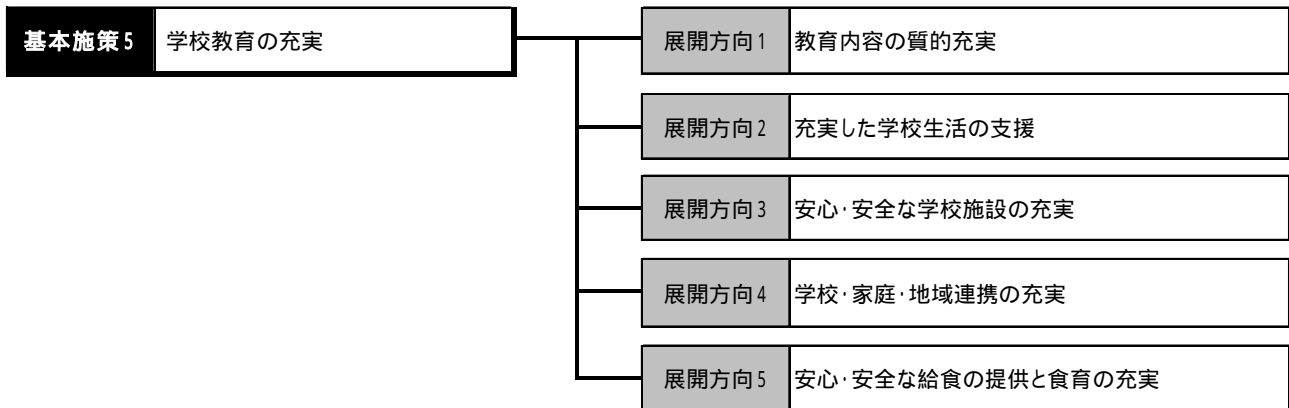 基本施策5 学校教育の充実
展開方向1 教育内容の質的充実
展開方向2 充実した学校生活の支援
展開方向3 安心・安全な学校施設の充実
展開方向4 学校・家庭・地域連携の充実
展開方向5 安心・安全な給食の提供と食育の充実